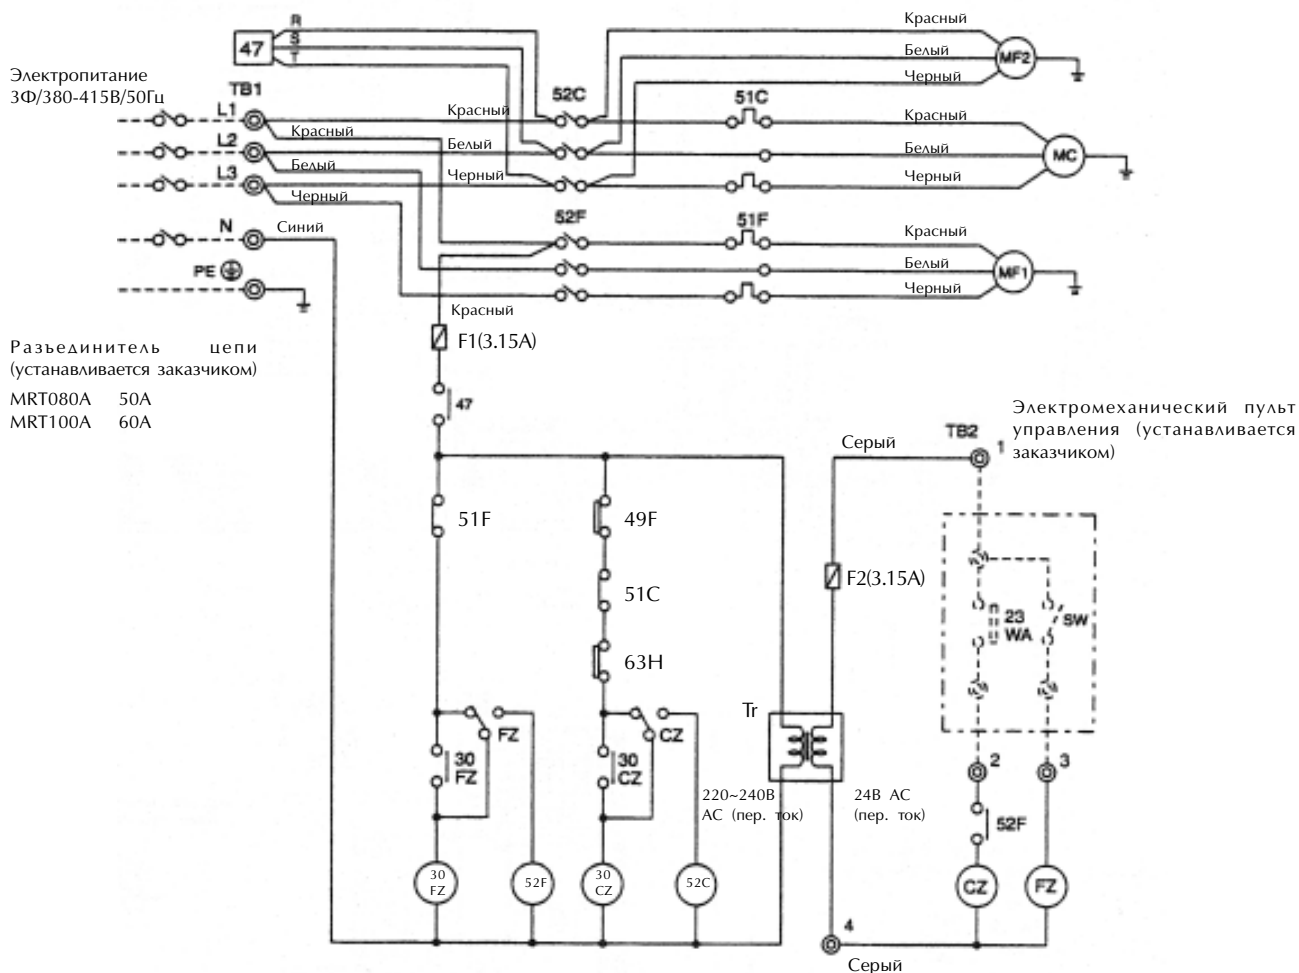 R
S
T
47
Красный
Белый
Черный
MF2
Электропитание
3Ф/380-415В/50Гц
TB1
52C
51C
L1
Красный
Красный
Красный
L2
Белый
Белый
MC
Белый
L3
Черный
Черный
Черный
52F
51F
N
Синий
Красный
PE
Белый
MF1
Черный
Красный
F1(3.15A)
Разъединитель цепи
(устанавливается заказчиком)
MRT080A 50A
MRT100A 60A
47
Электромеханический пульт
управления (устанавливается
заказчиком)
Серый
TB2
1
51F
49F
F2(3.15A)
51C
23
WA
SW
63H
Tr
FZ
CZ
30
FZ
30
CZ
2
3
220~240В
AC (пер. ток)
24В AC
(пер. ток)
52F
30
FZ
52F
30
CZ
52C
CZ
FZ
4
Серый